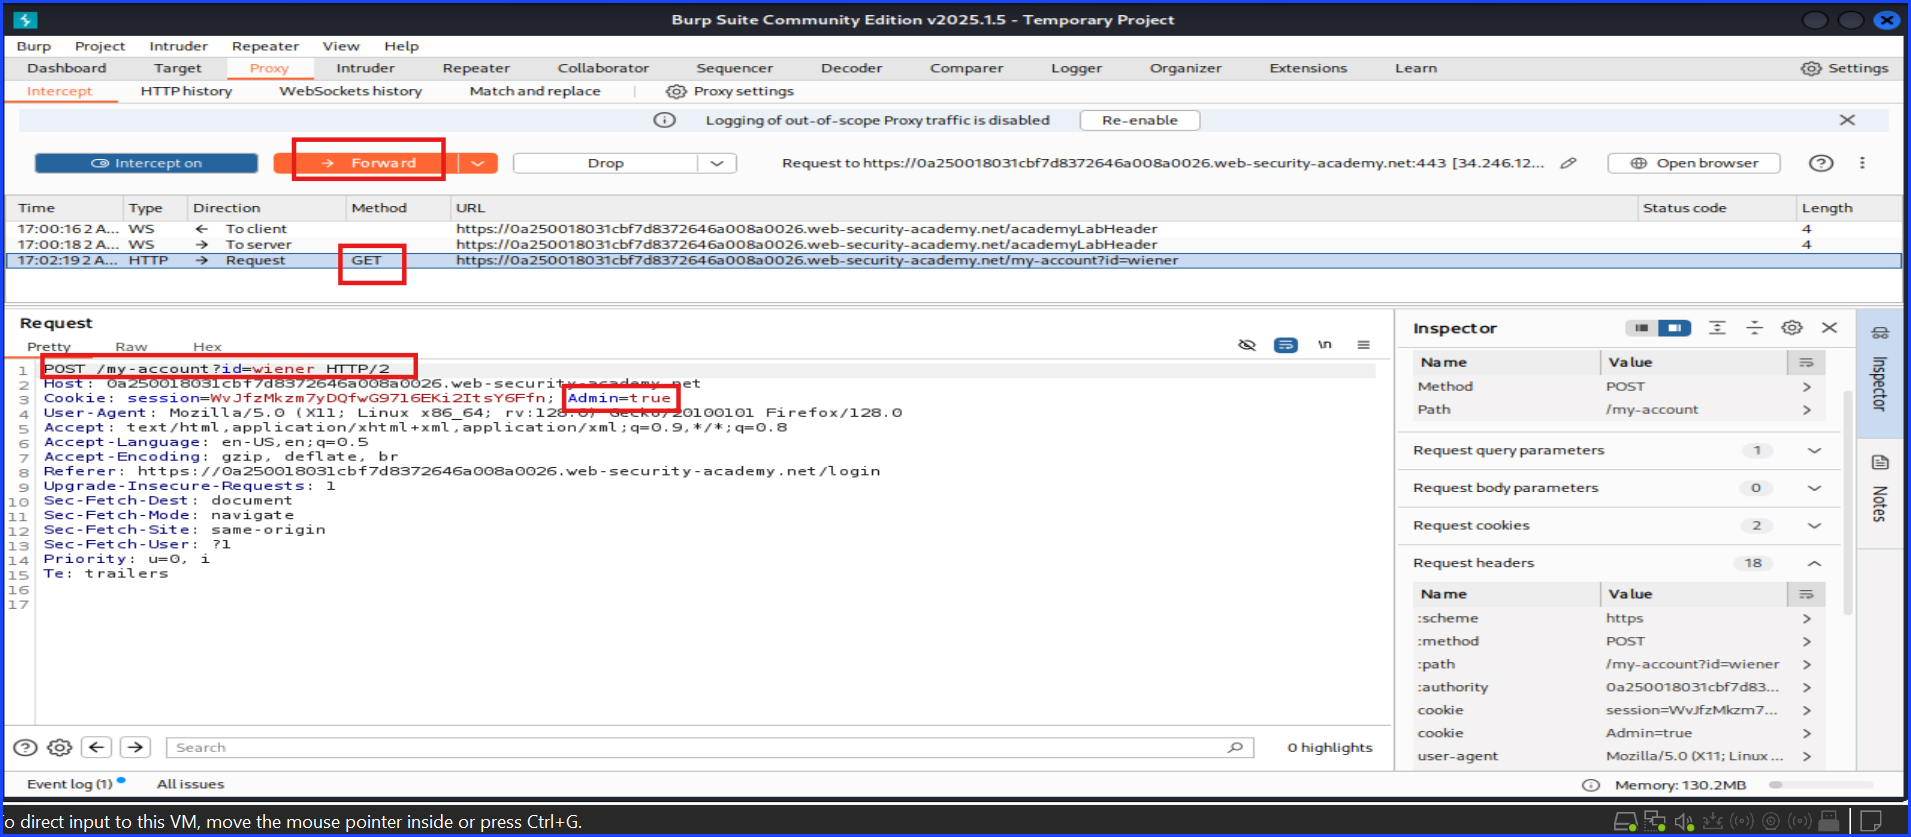 Burp Suite Community Edition v2025.1.5 - Temporary Project
Burp Project Intruder Repeater View Help
Dashboard Target Proxy Intruder Repeater Collaborator Sequencer Decoder Comparer Logger Organizer Extensions Learn Settings
Intercept HTTP history WebSockets history Match and replace Proxy settings
Logging of out-of-scope Proxy traffic is disabled Re-enable
Intercept on Forward Drop Request to https://0a250018031cbf7d8372646a008a0026.web-security-academy.net:443 [34.246.12... Open browser
Time Type Direction Method URL Status code Length
17:00:16 2 A... WS ← To client https://0a250018031cbf7d8372646a008a0026.web-security-academy.net/academyLabHeader 4
17:00:18 2 A... WS → To server https://0a250018031cbf7d8372646a008a0026.web-security-academy.net/academyLabHeader 4
17:02:19 2 A... HTTP → Request GET https://0a250018031cbf7d8372646a008a0026.web-security-academy.net/my-account?id=wiener
Request
Pretty Raw Hex \n
1 POST /my-account?id=wiener HTTP/2
2 Host: 0a250018031cbf7d8372646a008a0026.web-security-academy.net
3 Cookie: session=WvJfzMkzm7yDQfwG9716EKi2ItsY6Ffn; Admin=true
4 User-Agent: Mozilla/5.0 (X11; Linux x86_64; rv:128.0) Gecko/20100101 Firefox/128.0
5 Accept: text/html,application/xhtml+xml,application/xml;q=0.9,*/*;q=0.8
6 Accept-Language: en-US,en;q=0.5
7 Accept-Encoding: gzip, deflate, br
8 Referer: https://0a250018031cbf7d8372646a008a0026.web-security-academy.net/login
9 Upgrade-Insecure-Requests: 1
10 Sec-Fetch-Dest: document
11 Sec-Fetch-Mode: navigate
12 Sec-Fetch-Site: same-origin
13 Sec-Fetch-User: ?1
14 Priority: u=0, i
15 Te: trailers
16
17
Search 0 highlights
Inspector
Name Value
Method POST
Path /my-account
Request query parameters 1
Request body parameters 0
Request cookies 2
Request headers 18
Name Value
:scheme https
:method POST
:path /my-account?id=wiener
:authority 0a250018031cbf7d83...
cookie session=WvJfzMkzm7...
cookie Admin=true
user-agent Mozilla/5.0 (X11; Linux ...
Inspector
Notes
Event log (1) All issues Memory: 130.2MB
o direct input to this VM, move the mouse pointer inside or press Ctrl+G.